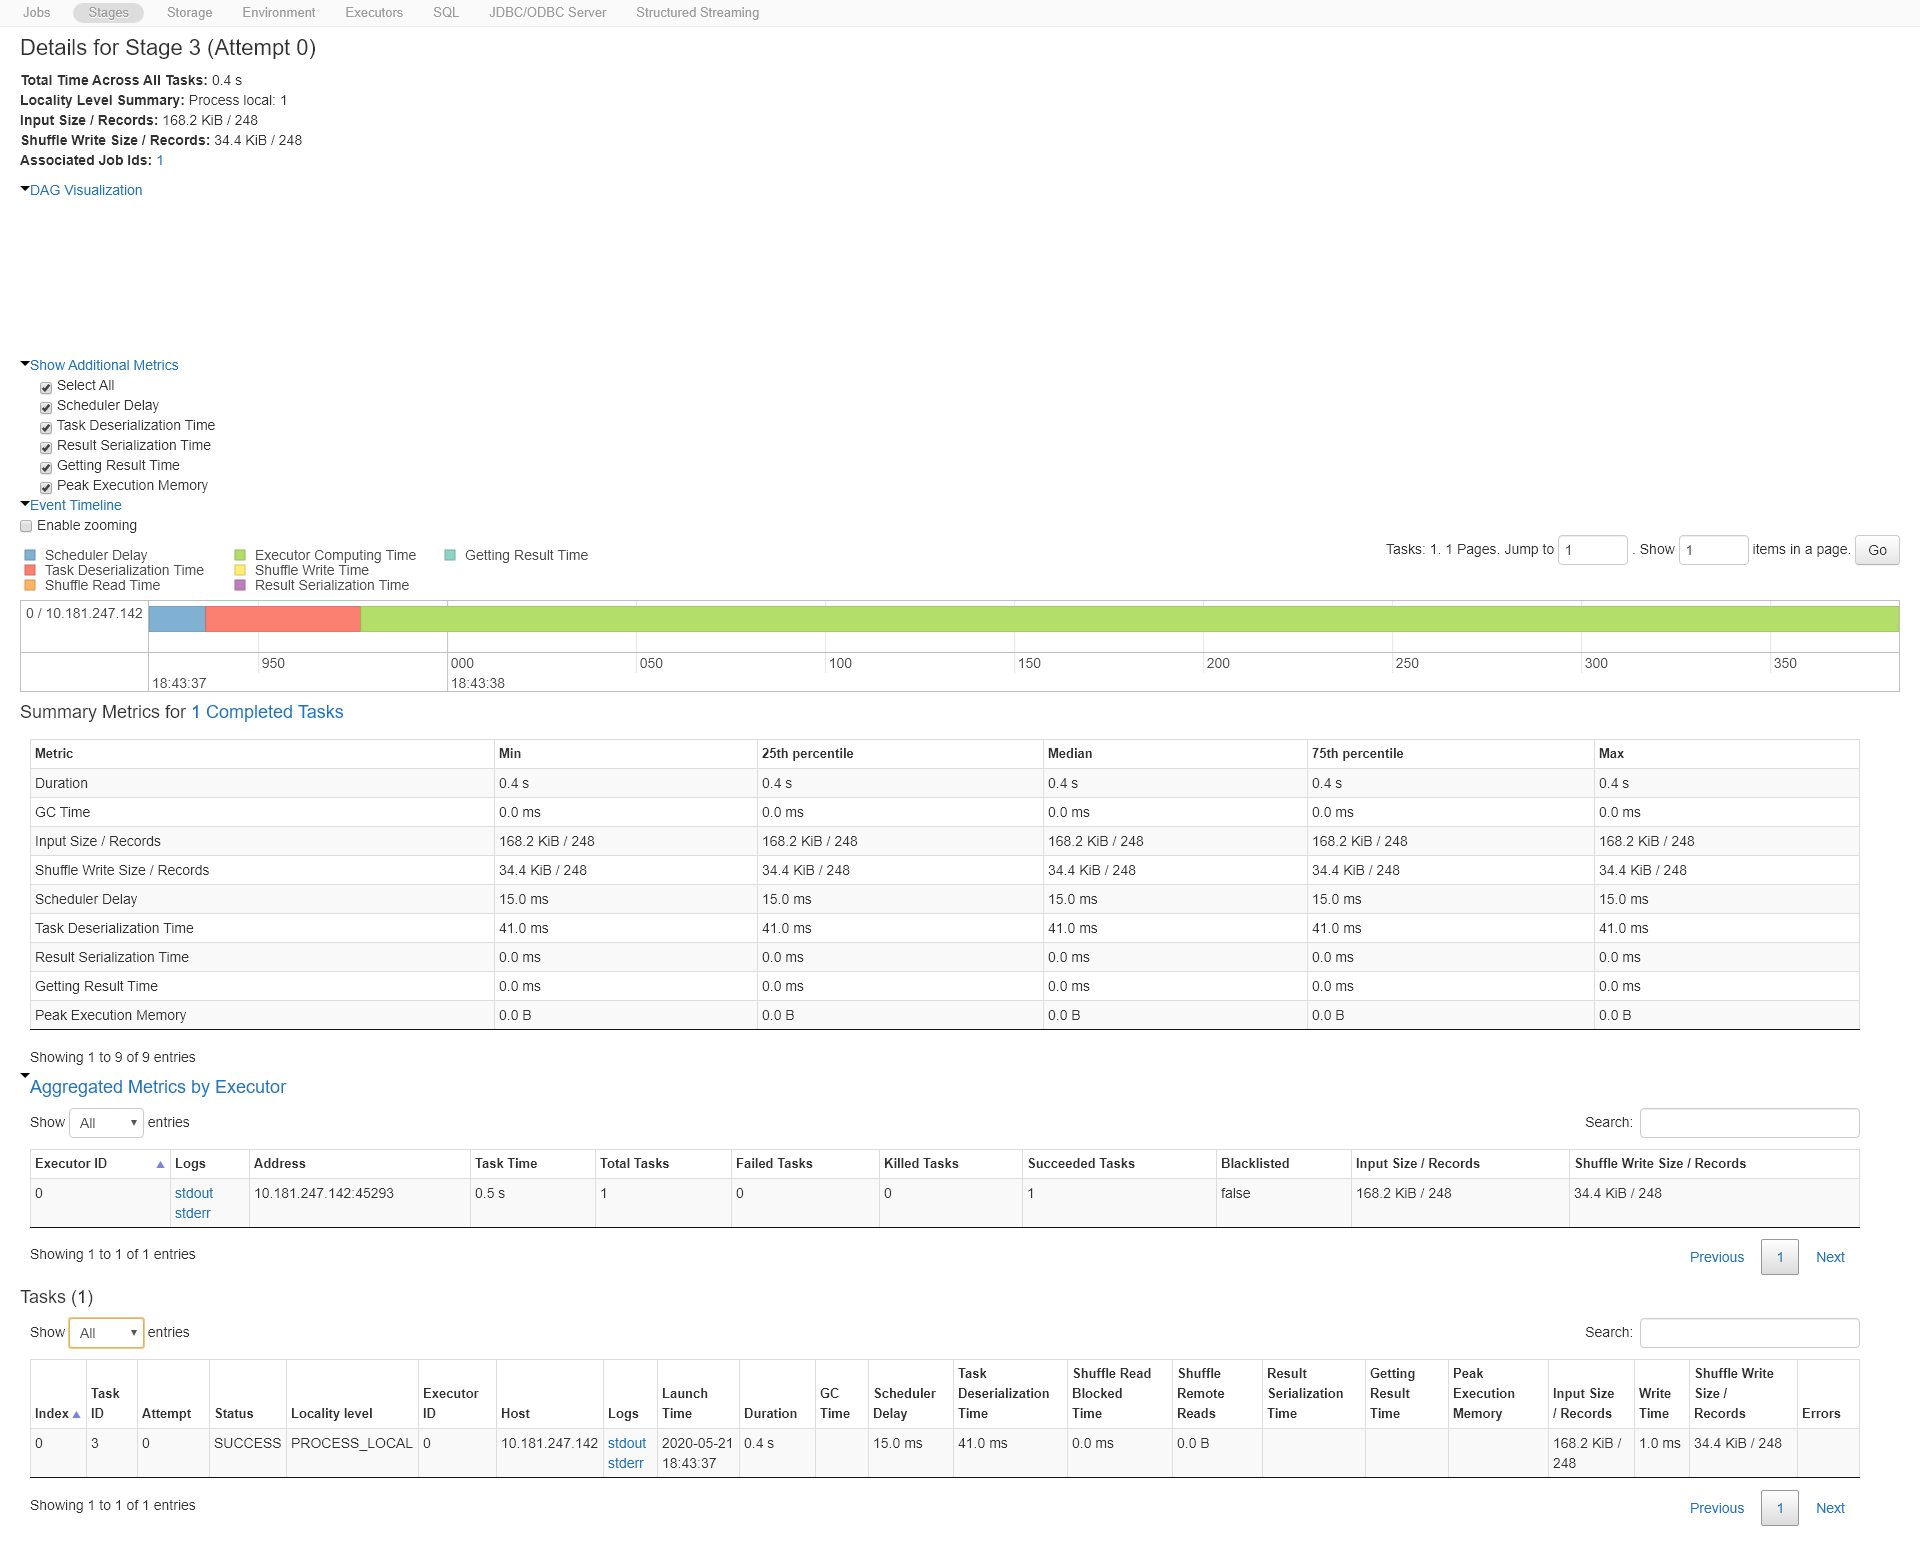 Jobs Stages Storage Environment Executors SQL JDBC/ODBC Server Structured Streaming
Details for Stage 3 (Attempt 0)
Total Time Across All Tasks: 0.4 s
Locality Level Summary: Process local: 1
Input Size / Records: 168.2 KiB / 248
Shuffle Write Size / Records: 34.4 KiB / 248
Associated Job Ids: 1
DAG Visualization
Show Additional Metrics
Select All
Scheduler Delay
Task Deserialization Time
Result Serialization Time
Getting Result Time
Peak Execution Memory
Event Timeline
Enable zooming
Tasks: 1. 1 Pages. Jump to 1 . Show 1 items in a page. Go
Scheduler Delay Executor Computing Time Getting Result Time
Task Deserialization Time Shuffle Write Time
Shuffle Read Time Result Serialization Time
0 / 10.181.247.142
950 000 050 100 150 200 250 300 350
18:43:37 18:43:38
Summary Metrics for 1 Completed Tasks
Metric Min 25th percentile Median 75th percentile Max
Duration 0.4 s 0.4 s 0.4 s 0.4 s 0.4 s
GC Time 0.0 ms 0.0 ms 0.0 ms 0.0 ms 0.0 ms
Input Size / Records 168.2 KiB / 248 168.2 KiB / 248 168.2 KiB / 248 168.2 KiB / 248 168.2 KiB / 248
Shuffle Write Size / Records 34.4 KiB / 248 34.4 KiB / 248 34.4 KiB / 248 34.4 KiB / 248 34.4 KiB / 248
Scheduler Delay 15.0 ms 15.0 ms 15.0 ms 15.0 ms 15.0 ms
Task Deserialization Time 41.0 ms 41.0 ms 41.0 ms 41.0 ms 41.0 ms
Result Serialization Time 0.0 ms 0.0 ms 0.0 ms 0.0 ms 0.0 ms
Getting Result Time 0.0 ms 0.0 ms 0.0 ms 0.0 ms 0.0 ms
Peak Execution Memory 0.0 B 0.0 B 0.0 B 0.0 B 0.0 B
Showing 1 to 9 of 9 entries
Aggregated Metrics by Executor
Show All entries Search:
Executor ID Logs Address Task Time Total Tasks Failed Tasks Killed Tasks Succeeded Tasks Blacklisted Input Size / Records Shuffle Write Size / Records
0 stdout 10.181.247.142:45293 0.5 s 1 0 0 1 false 168.2 KiB / 248 34.4 KiB / 248
stderr
Showing 1 to 1 of 1 entries
Previous 1 Next
Tasks (1)
Show All entries Search:
Task Shuffle Read Shuffle Result Getting Peak Shuffle Write
Task Executor Launch GC Scheduler Deserialization Blocked Remote Serialization Result Execution Input Size Write Size /
Index ID Attempt Status Locality level ID Host Logs Time Duration Time Delay Time Time Reads Time Time Memory / Records Time Records Errors
0 3 0 SUCCESS PROCESS_LOCAL 0 10.181.247.142 stdout 2020-05-21 0.4 s 15.0 ms 41.0 ms 0.0 ms 0.0 B 168.2 KiB / 1.0 ms 34.4 KiB / 248
stderr 18:43:37 248
Showing 1 to 1 of 1 entries
Previous 1 Next